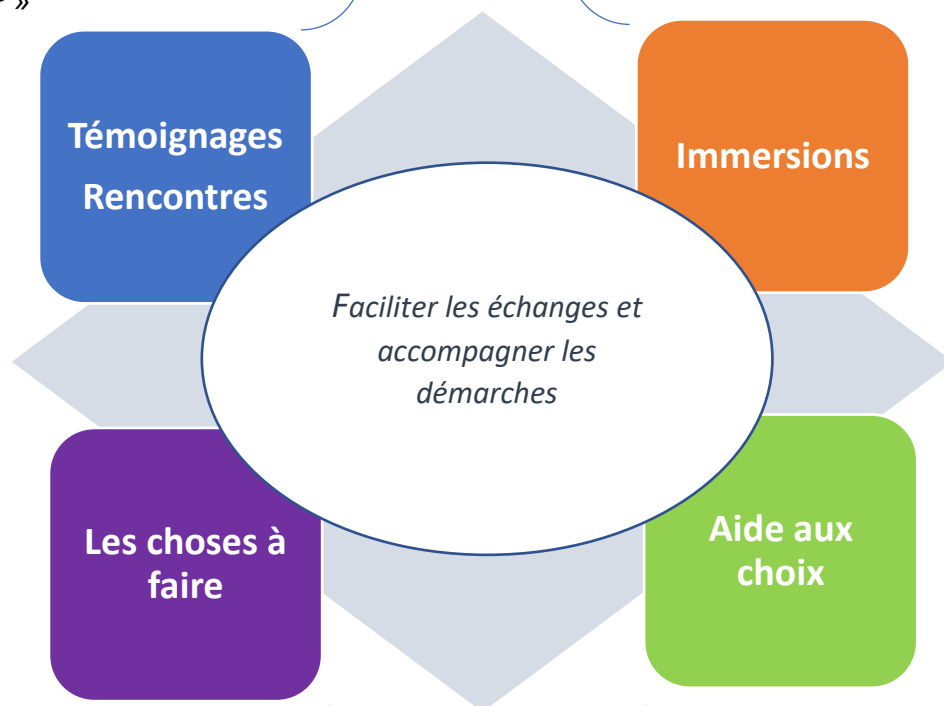 »
Témoignages
Rencontres
Immersions
Faciliter les échanges et
accompagner les
démarches
Les choses à
faire
Aide aux
choix